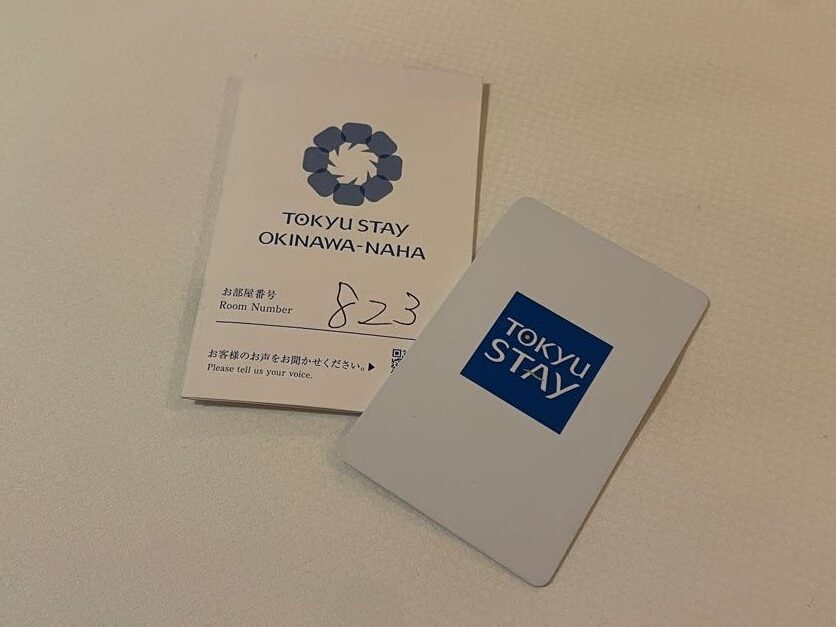 TOKYU STAY
OKINAWA-NAHA
お部屋番号
Room Number
823
お客様のお声をお聞かせください。▶
Please tell us your voice.
TOKYU
STAY